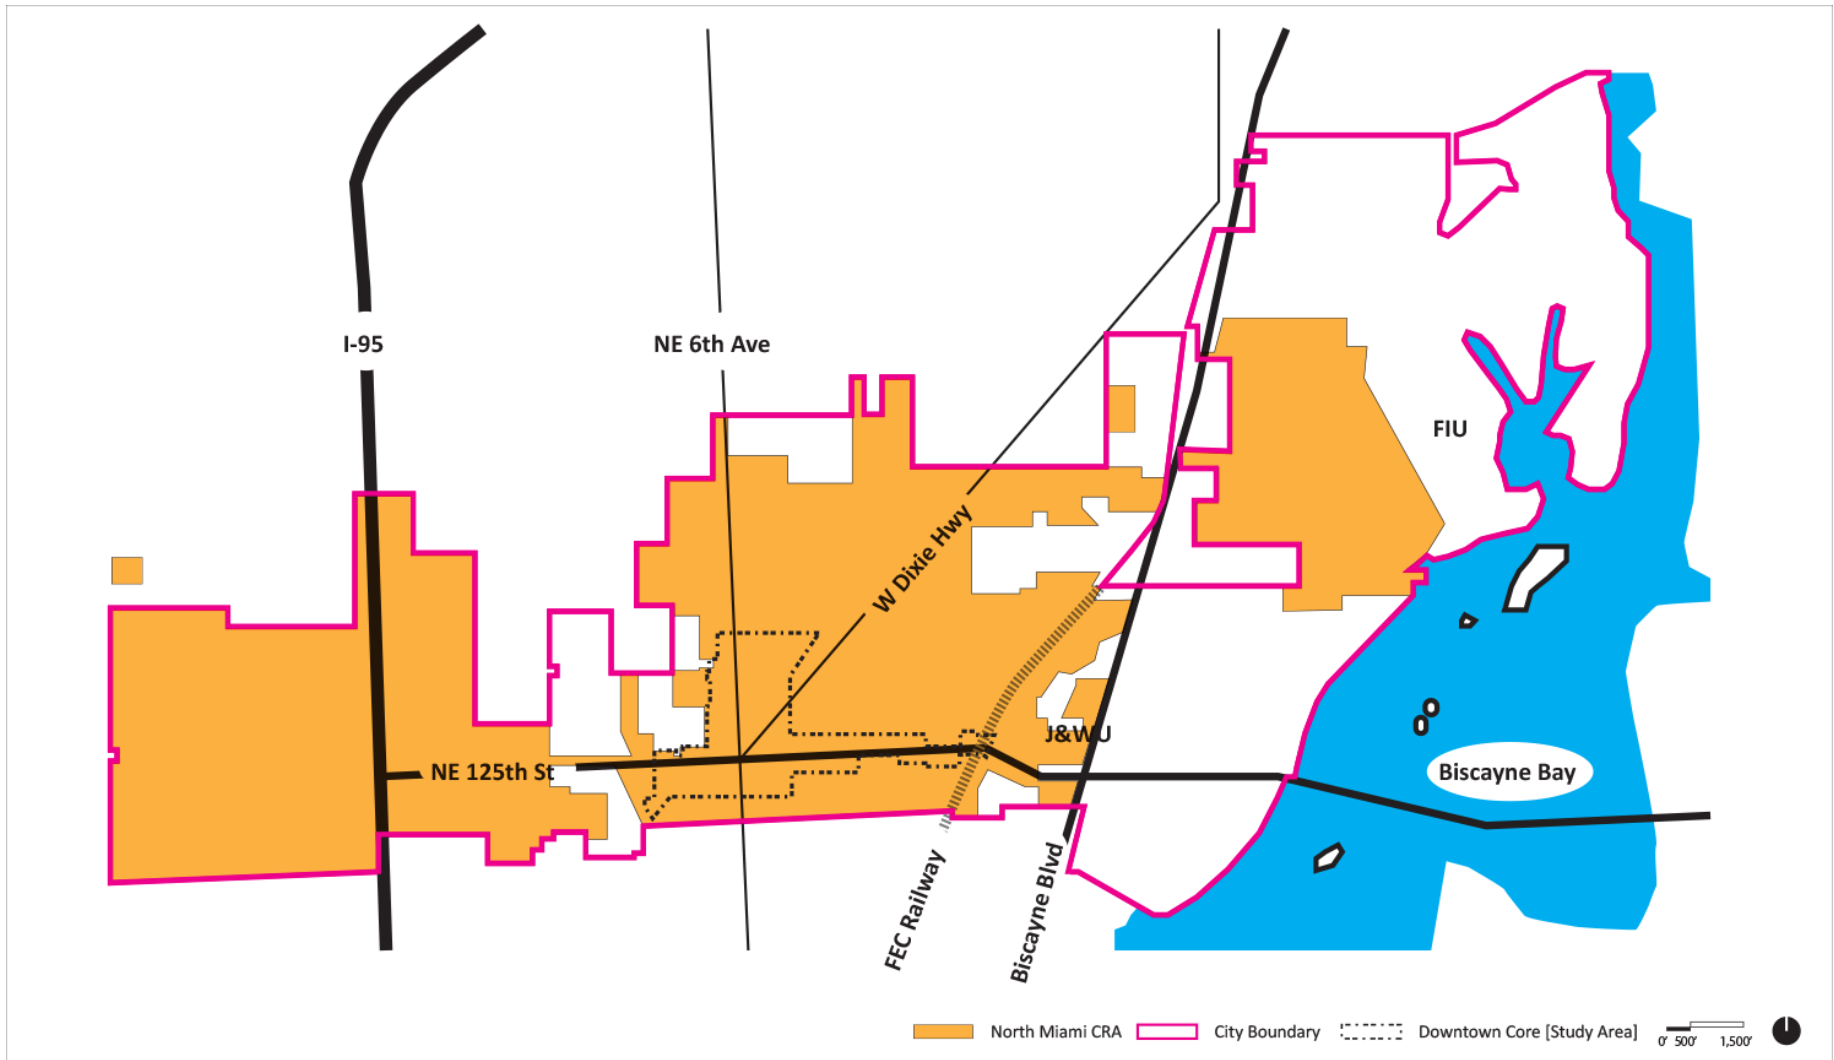 I-95
NE 6th Ave
FIU
W Dixie Hwy
J&WU
NE 125th St
Biscayne Bay
FEC Railway
Biscayne Blvd
North Miami CRA
City Boundary
Downtown Core [Study Area]
0' 500' 1,500'